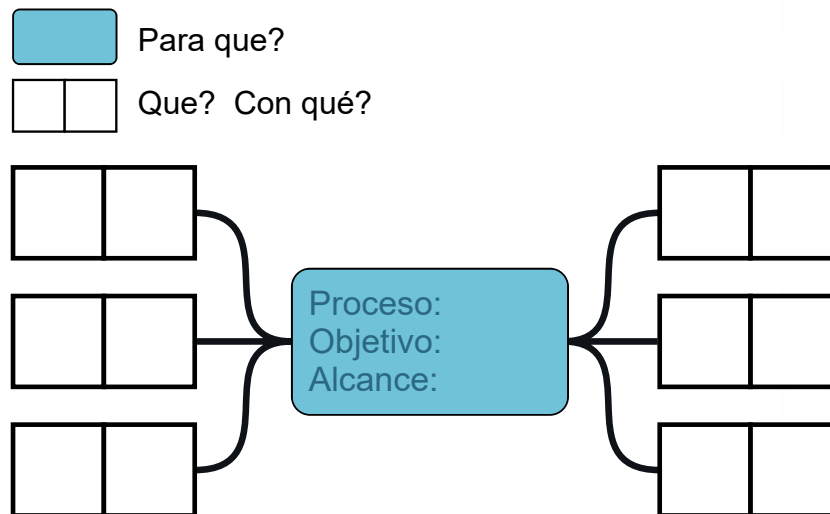 Para que?
Que?  Con qué?
Proceso:
Objetivo:
Alcance: